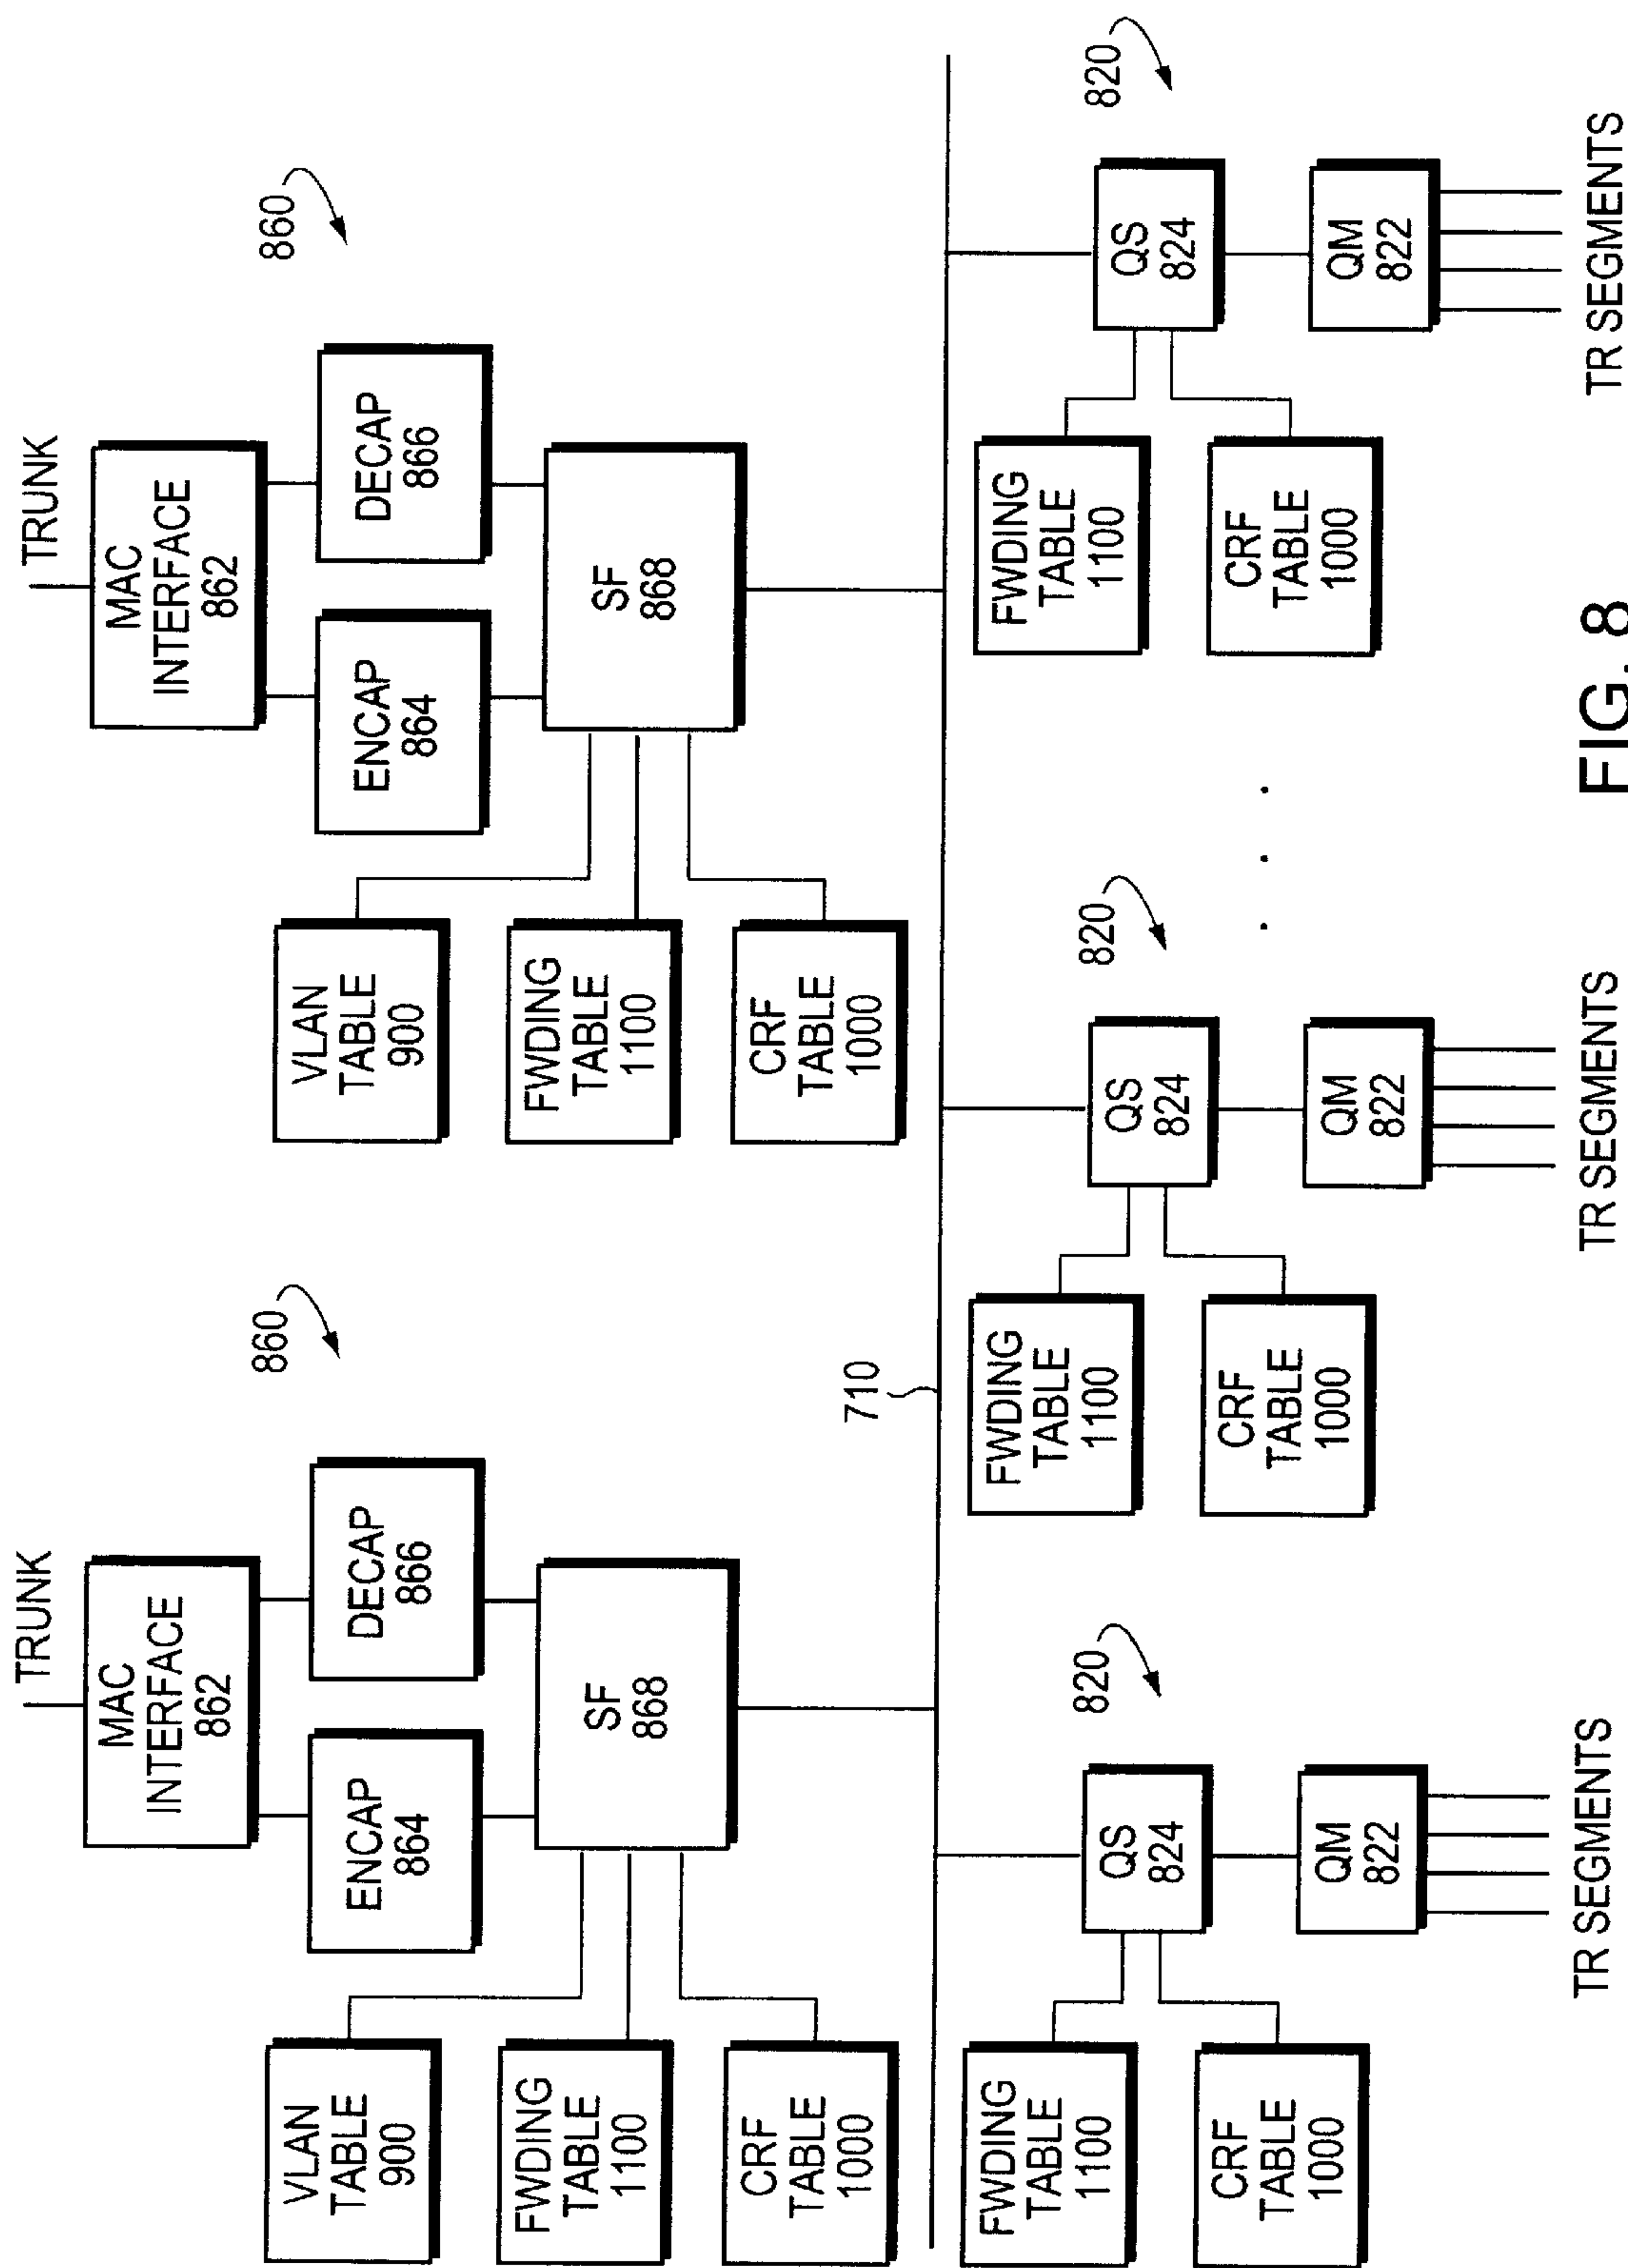 TRUNK
MAC
INTERFACE
862
ENCAP
864
DECAP
866
SF
868
VLAN
TABLE
900
FWDING
TABLE
1100
CRF
TABLE
1000
860
TRUNK
MAC
INTERFACE
862
ENCAP
864
DECAP
866
SF
868
VLAN
TABLE
900
FWDING
TABLE
1100
CRF
TABLE
1000
860
710
FWDING
TABLE
1100
CRF
TABLE
1000
QS
824
QM
822
820
TR SEGMENTS
FWDING
TABLE
1100
CRF
TABLE
1000
QS
824
QM
822
820
TR SEGMENTS
. . .
FWDING
TABLE
1100
CRF
TABLE
1000
QS
824
QM
822
820
TR SEGMENTS
FIG. 8